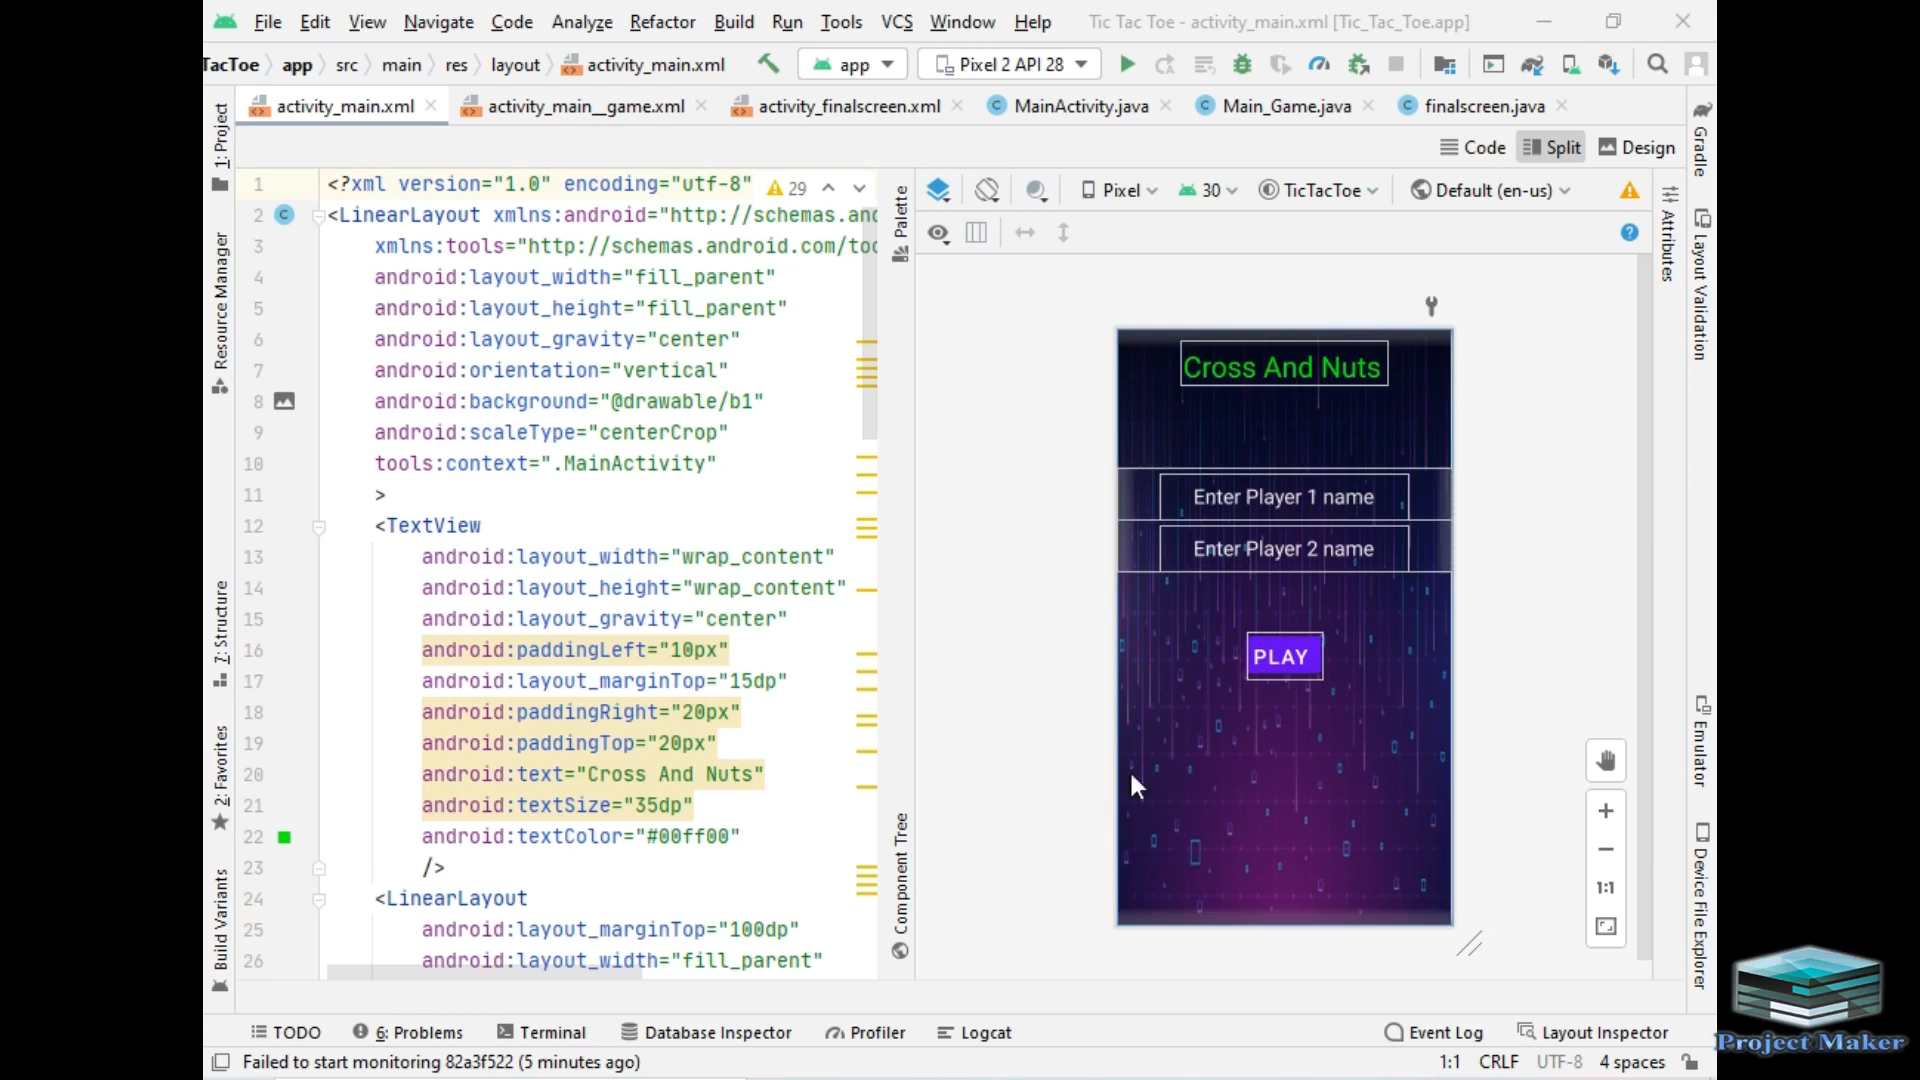 File Edit View Navigate Code Analyze Refactor Build Run Tools VCS Window Help Tic Tac Toe - activity_main.xml [Tic_Tac_Toe.app]
TacToe app src main res layout activity_main.xml app Pixel 2 API 28
activity_main.xml activity_main__game.xml activity_finalscreen.xml MainActivity.java Main_Game.java finalscreen.java
Code Split Design
Pixel 30 TicTacToe Default (en-us)
29
1 <?xml version="1.0" encoding="utf-8"
2 <LinearLayout xmlns:android="http://schemas.and
3 xmlns:tools="http://schemas.android.com/too
4 android:layout_width="fill_parent"
5 android:layout_height="fill_parent"
6 android:layout_gravity="center"
7 android:orientation="vertical"
8 android:background="@drawable/b1"
9 android:scaleType="centerCrop"
10 tools:context=".MainActivity"
11 >
12 <TextView
13 android:layout_width="wrap_content"
14 android:layout_height="wrap_content"
15 android:layout_gravity="center"
16 android:paddingLeft="10px"
17 android:layout_marginTop="15dp"
18 android:paddingRight="20px"
19 android:paddingTop="20px"
20 android:text="Cross And Nuts"
21 android:textSize="35dp"
22 android:textColor="#00ff00"
23 />
24 <LinearLayout
25 android:layout_marginTop="100dp"
26 android:layout_width="fill_parent"
1: Project
Resource Manager
7: Structure
2: Favorites
Build Variants
Palette
Component Tree
Cross And Nuts
Enter Player 1 name
Enter Player 2 name
PLAY
1:1
Attributes
Gradle
Layout Validation
Emulator
Device File Explorer
TODO 6: Problems Terminal Database Inspector Profiler Logcat Event Log Layout Inspector
Failed to start monitoring 82a3f522 (5 minutes ago) 1:1 CRLF UTF-8 4 spaces
Project Maker